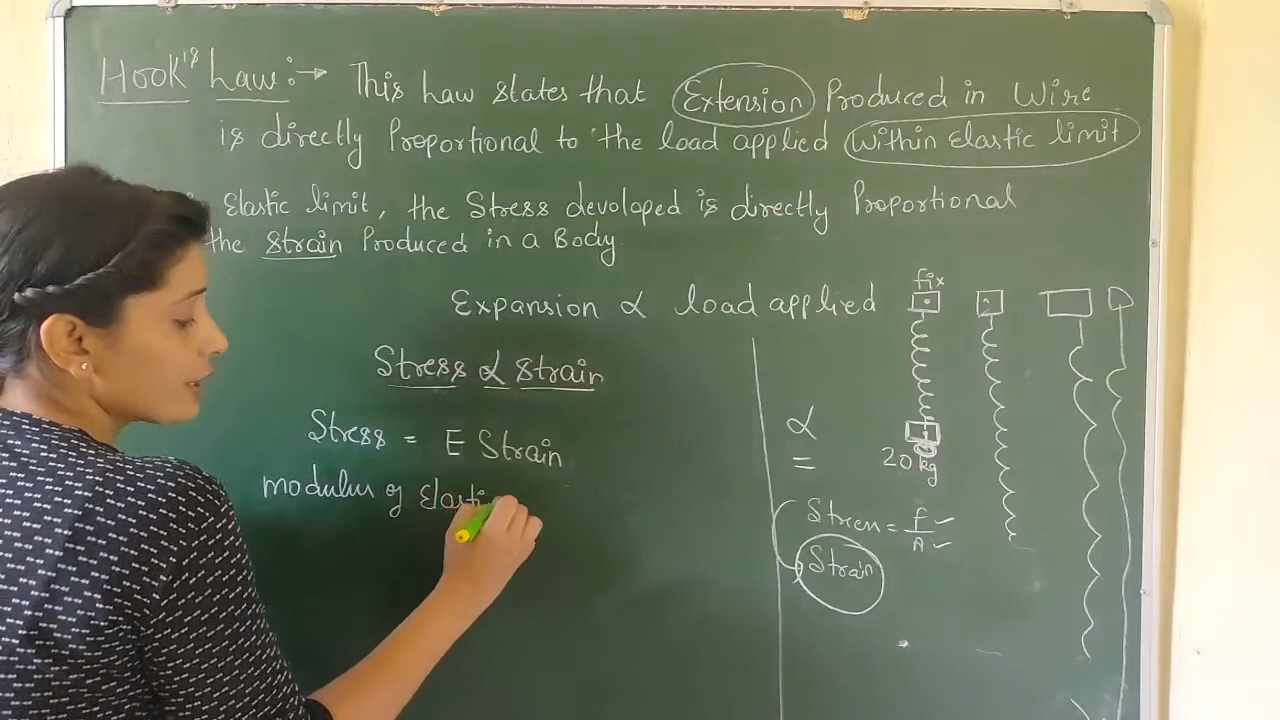 Hook's Law :→ This Law states that Extension Produced in Wire
is directly Proportional to the load applied Within Elastic limit
Elastic limit, the Stress devoloped is directly Proportional
the Strain Produced in a Body
fix
Expansion ∝ load applied
Stress ∝ Strain
Stress = E Strain
modulus of Elasti
∝
=
20 kg
Stress = F/A
Strain